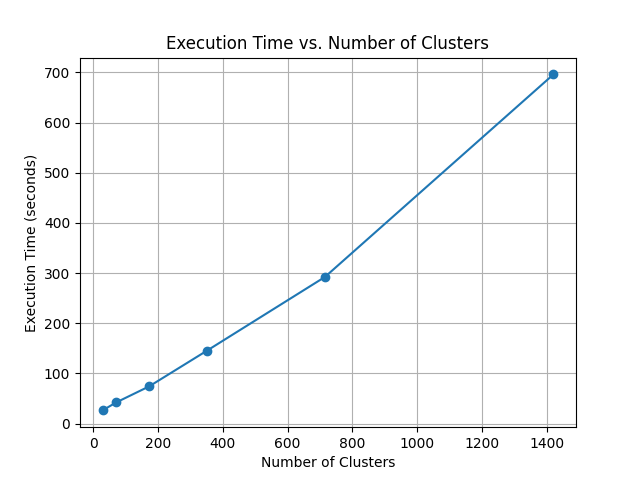 Execution Time vs. Number of Clusters
700
600
500
400
300
200
100
0
Execution Time (seconds)
0 200 400 600 800 1000 1200 1400
Number of Clusters